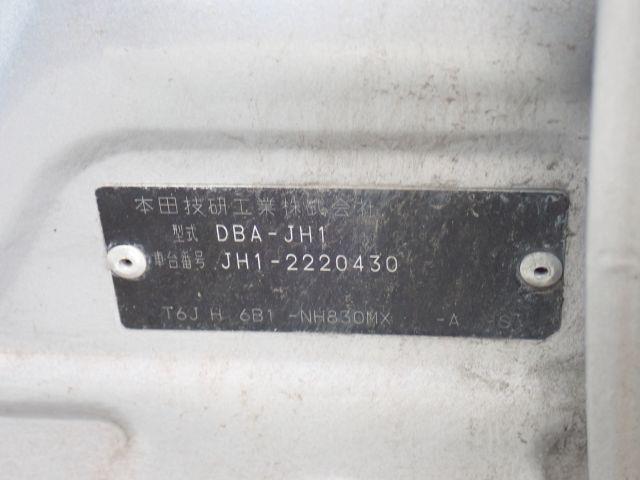 本田技研工業株式会社
型式 DBA-JH1
車台番号 JH1-2220430
T6J H 6B1 -NH830MX -A -S